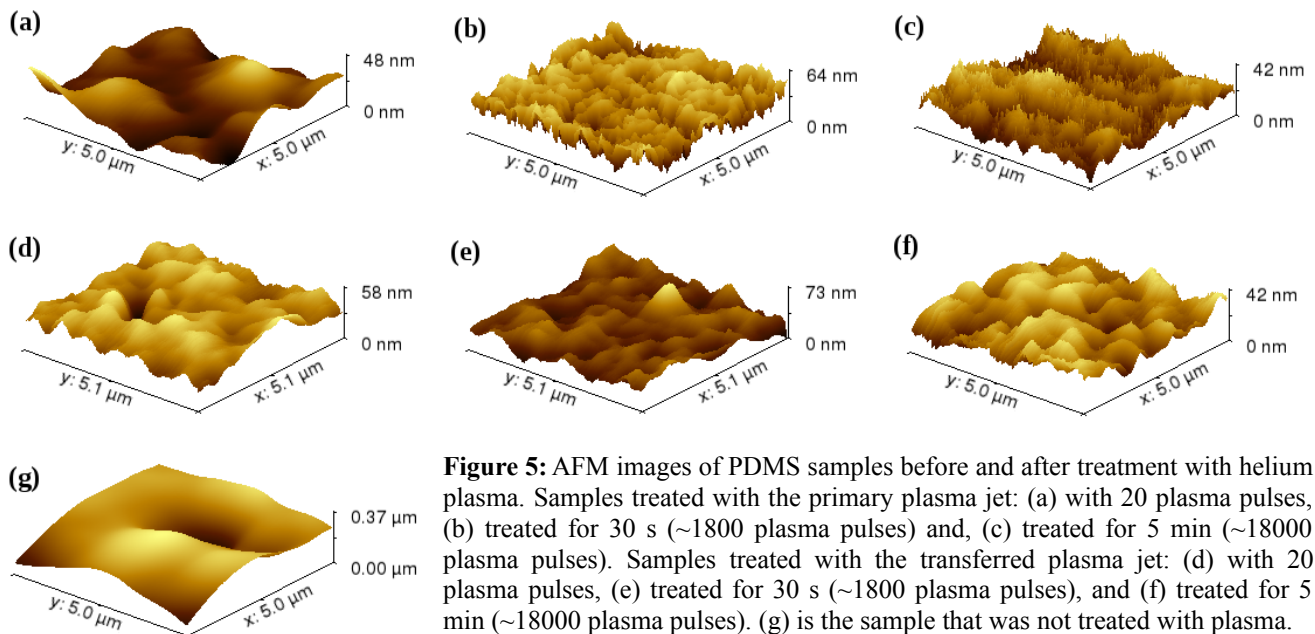 (a)
48 nm
0 nm
y: 5.0 µm
x: 5.0 µm
(b)
64 nm
0 nm
y: 5.0 µm
x: 5.0 µm
(c)
42 nm
0 nm
y: 5.0 µm
x: 5.0 µm
(d)
58 nm
0 nm
y: 5.1 µm
x: 5.1 µm
(e)
73 nm
0 nm
y: 5.1 µm
x: 5.1 µm
(f)
42 nm
0 nm
y: 5.0 µm
x: 5.0 µm
(g)
0.37 µm
0.00 µm
y: 5.0 µm
x: 5.0 µm
Figure 5: AFM images of PDMS samples before and after treatment with helium
plasma. Samples treated with the primary plasma jet: (a) with 20 plasma pulses,
(b) treated for 30 s (~1800 plasma pulses) and, (c) treated for 5 min (~18000
plasma pulses). Samples treated with the transferred plasma jet: (d) with 20
plasma pulses, (e) treated for 30 s (~1800 plasma pulses), and (f) treated for 5
min (~18000 plasma pulses). (g) is the sample that was not treated with plasma.